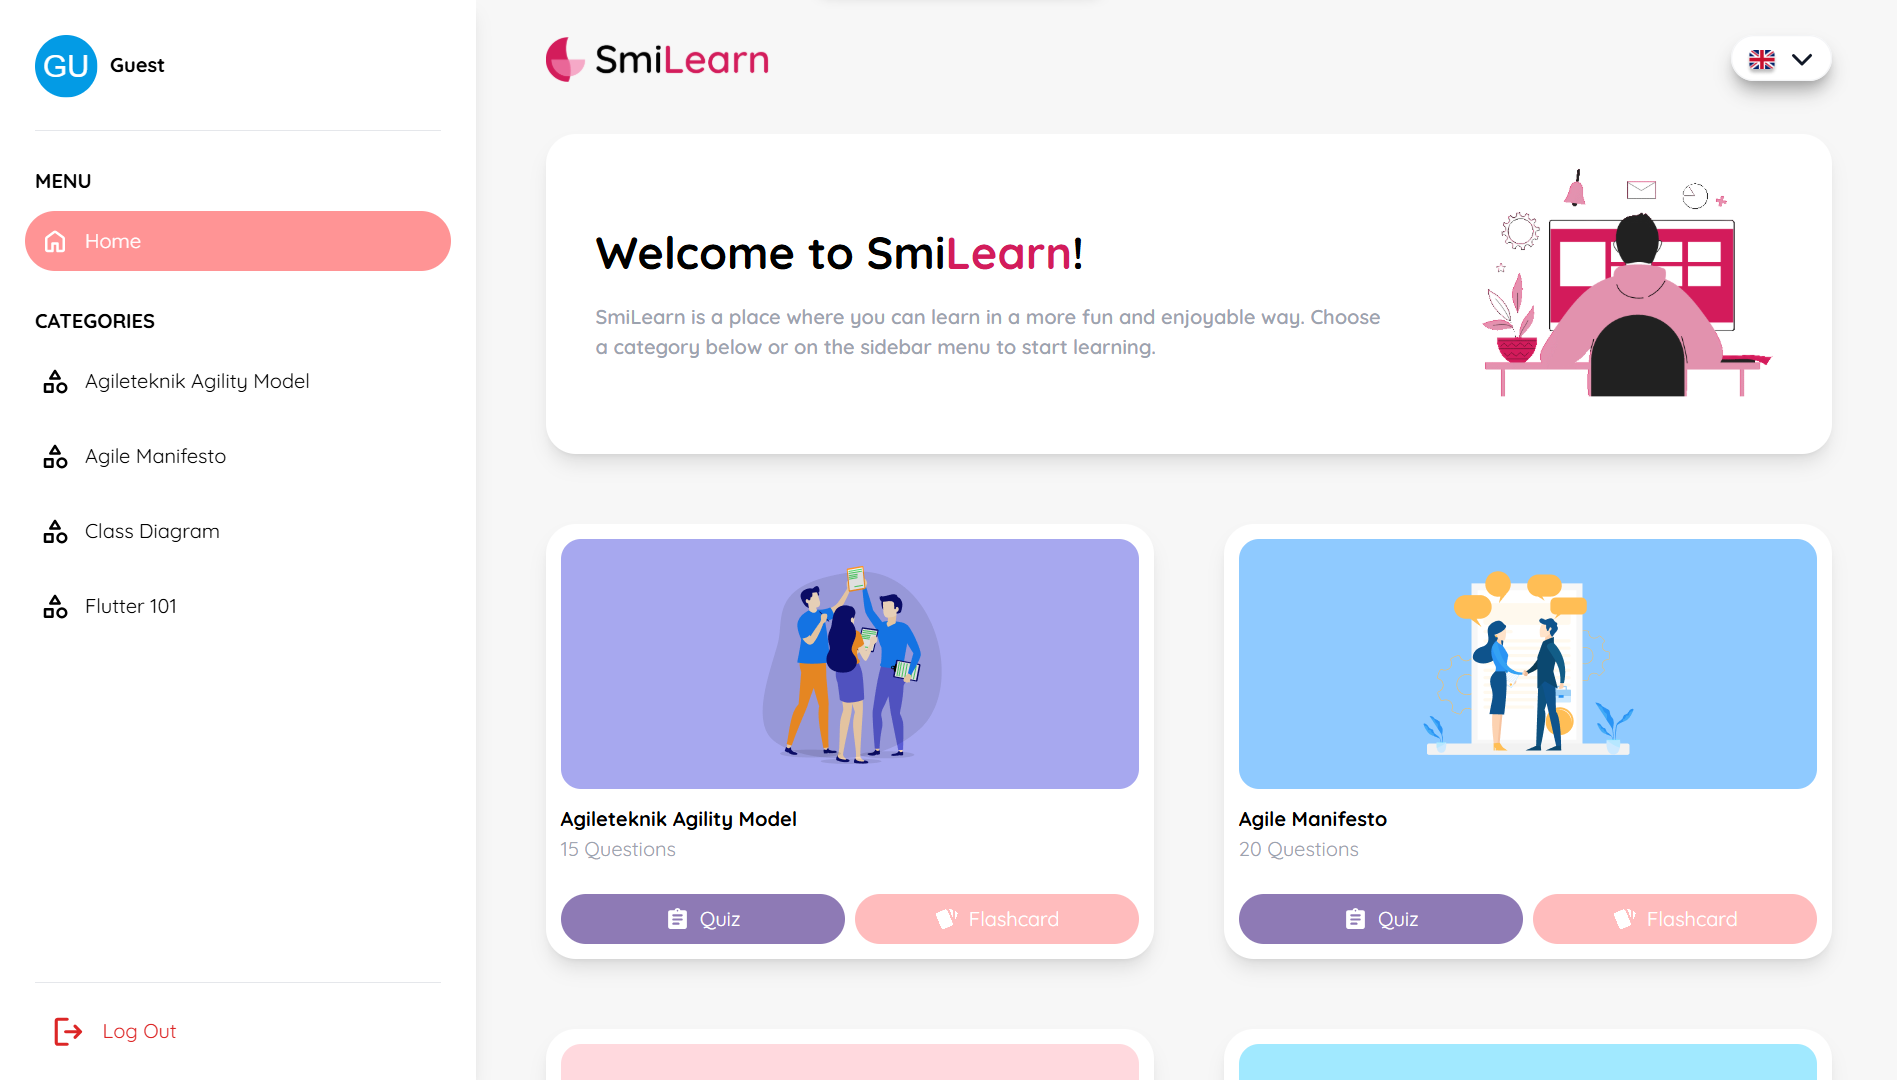 GU
Guest
MENU
Home
CATEGORIES
Agileteknik Agility Model
Agile Manifesto
Class Diagram
Flutter 101
Log Out
SmiLearn
Welcome to SmiLearn!
SmiLearn is a place where you can learn in a more fun and enjoyable way. Choose
a category below or on the sidebar menu to start learning.
Agileteknik Agility Model
15 Questions
Quiz
Flashcard
Agile Manifesto
20 Questions
Quiz
Flashcard